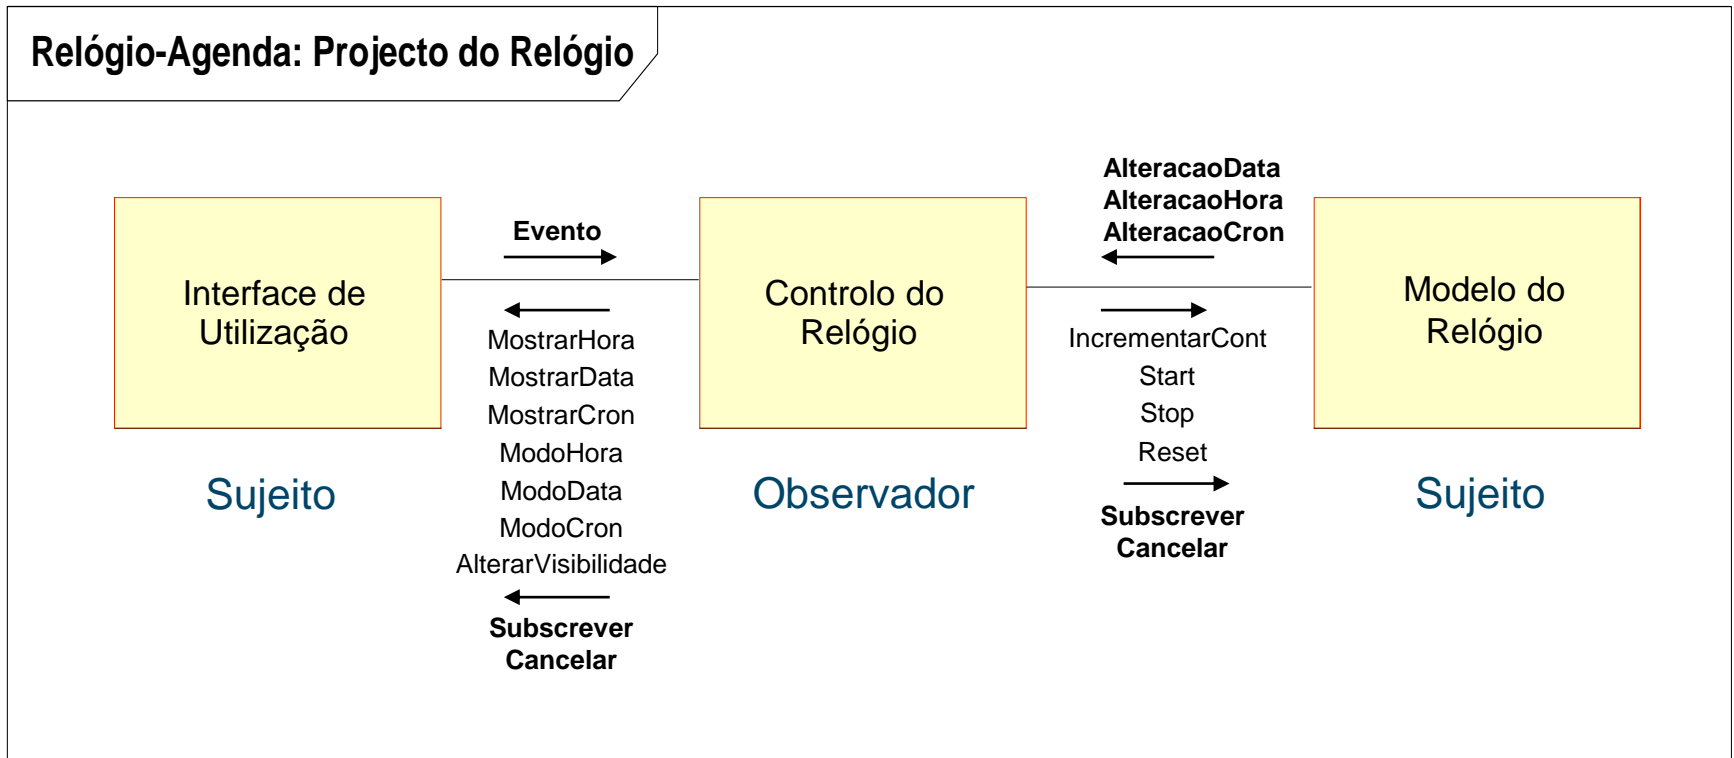 Relógio-Agenda: Projecto do Relógio
Interface de
Utilização
Sujeito
Evento
MostrarHora
MostrarData
MostrarCron
ModoHora
ModoData
ModoCron
AlterarVisibilidade
Subscrever
Cancelar
Controlo do
Relógio
Observador
AlteracaoData
AlteracaoHora
AlteracaoCron
IncrementarCont
Start
Stop
Reset
Subscrever
Cancelar
Modelo do
Relógio
Sujeito